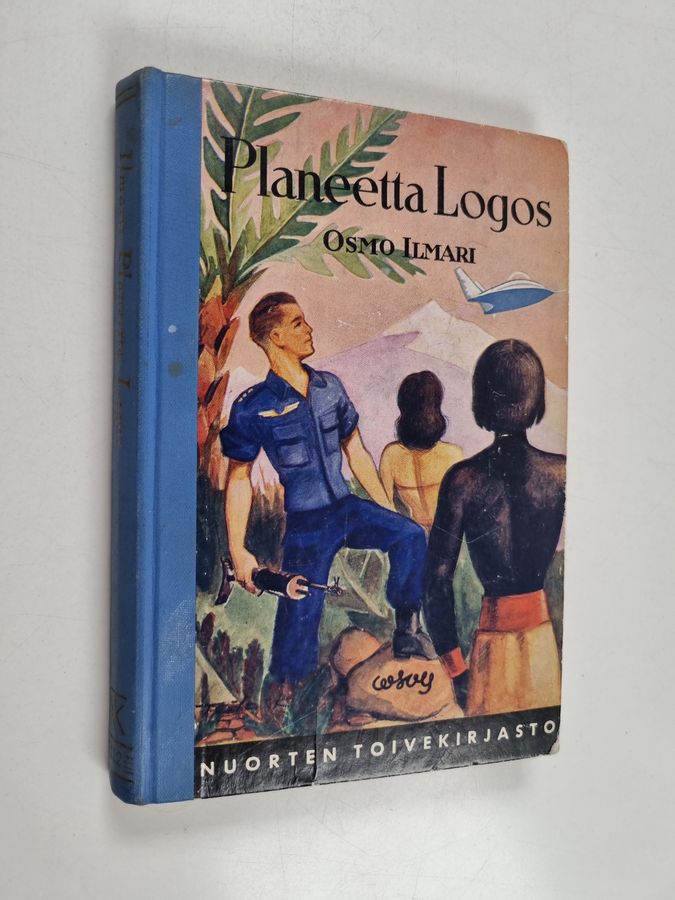 Planeetta Logos
OSMO ILMARI
wsoy
NUORTEN TOIVEKIRJASTO